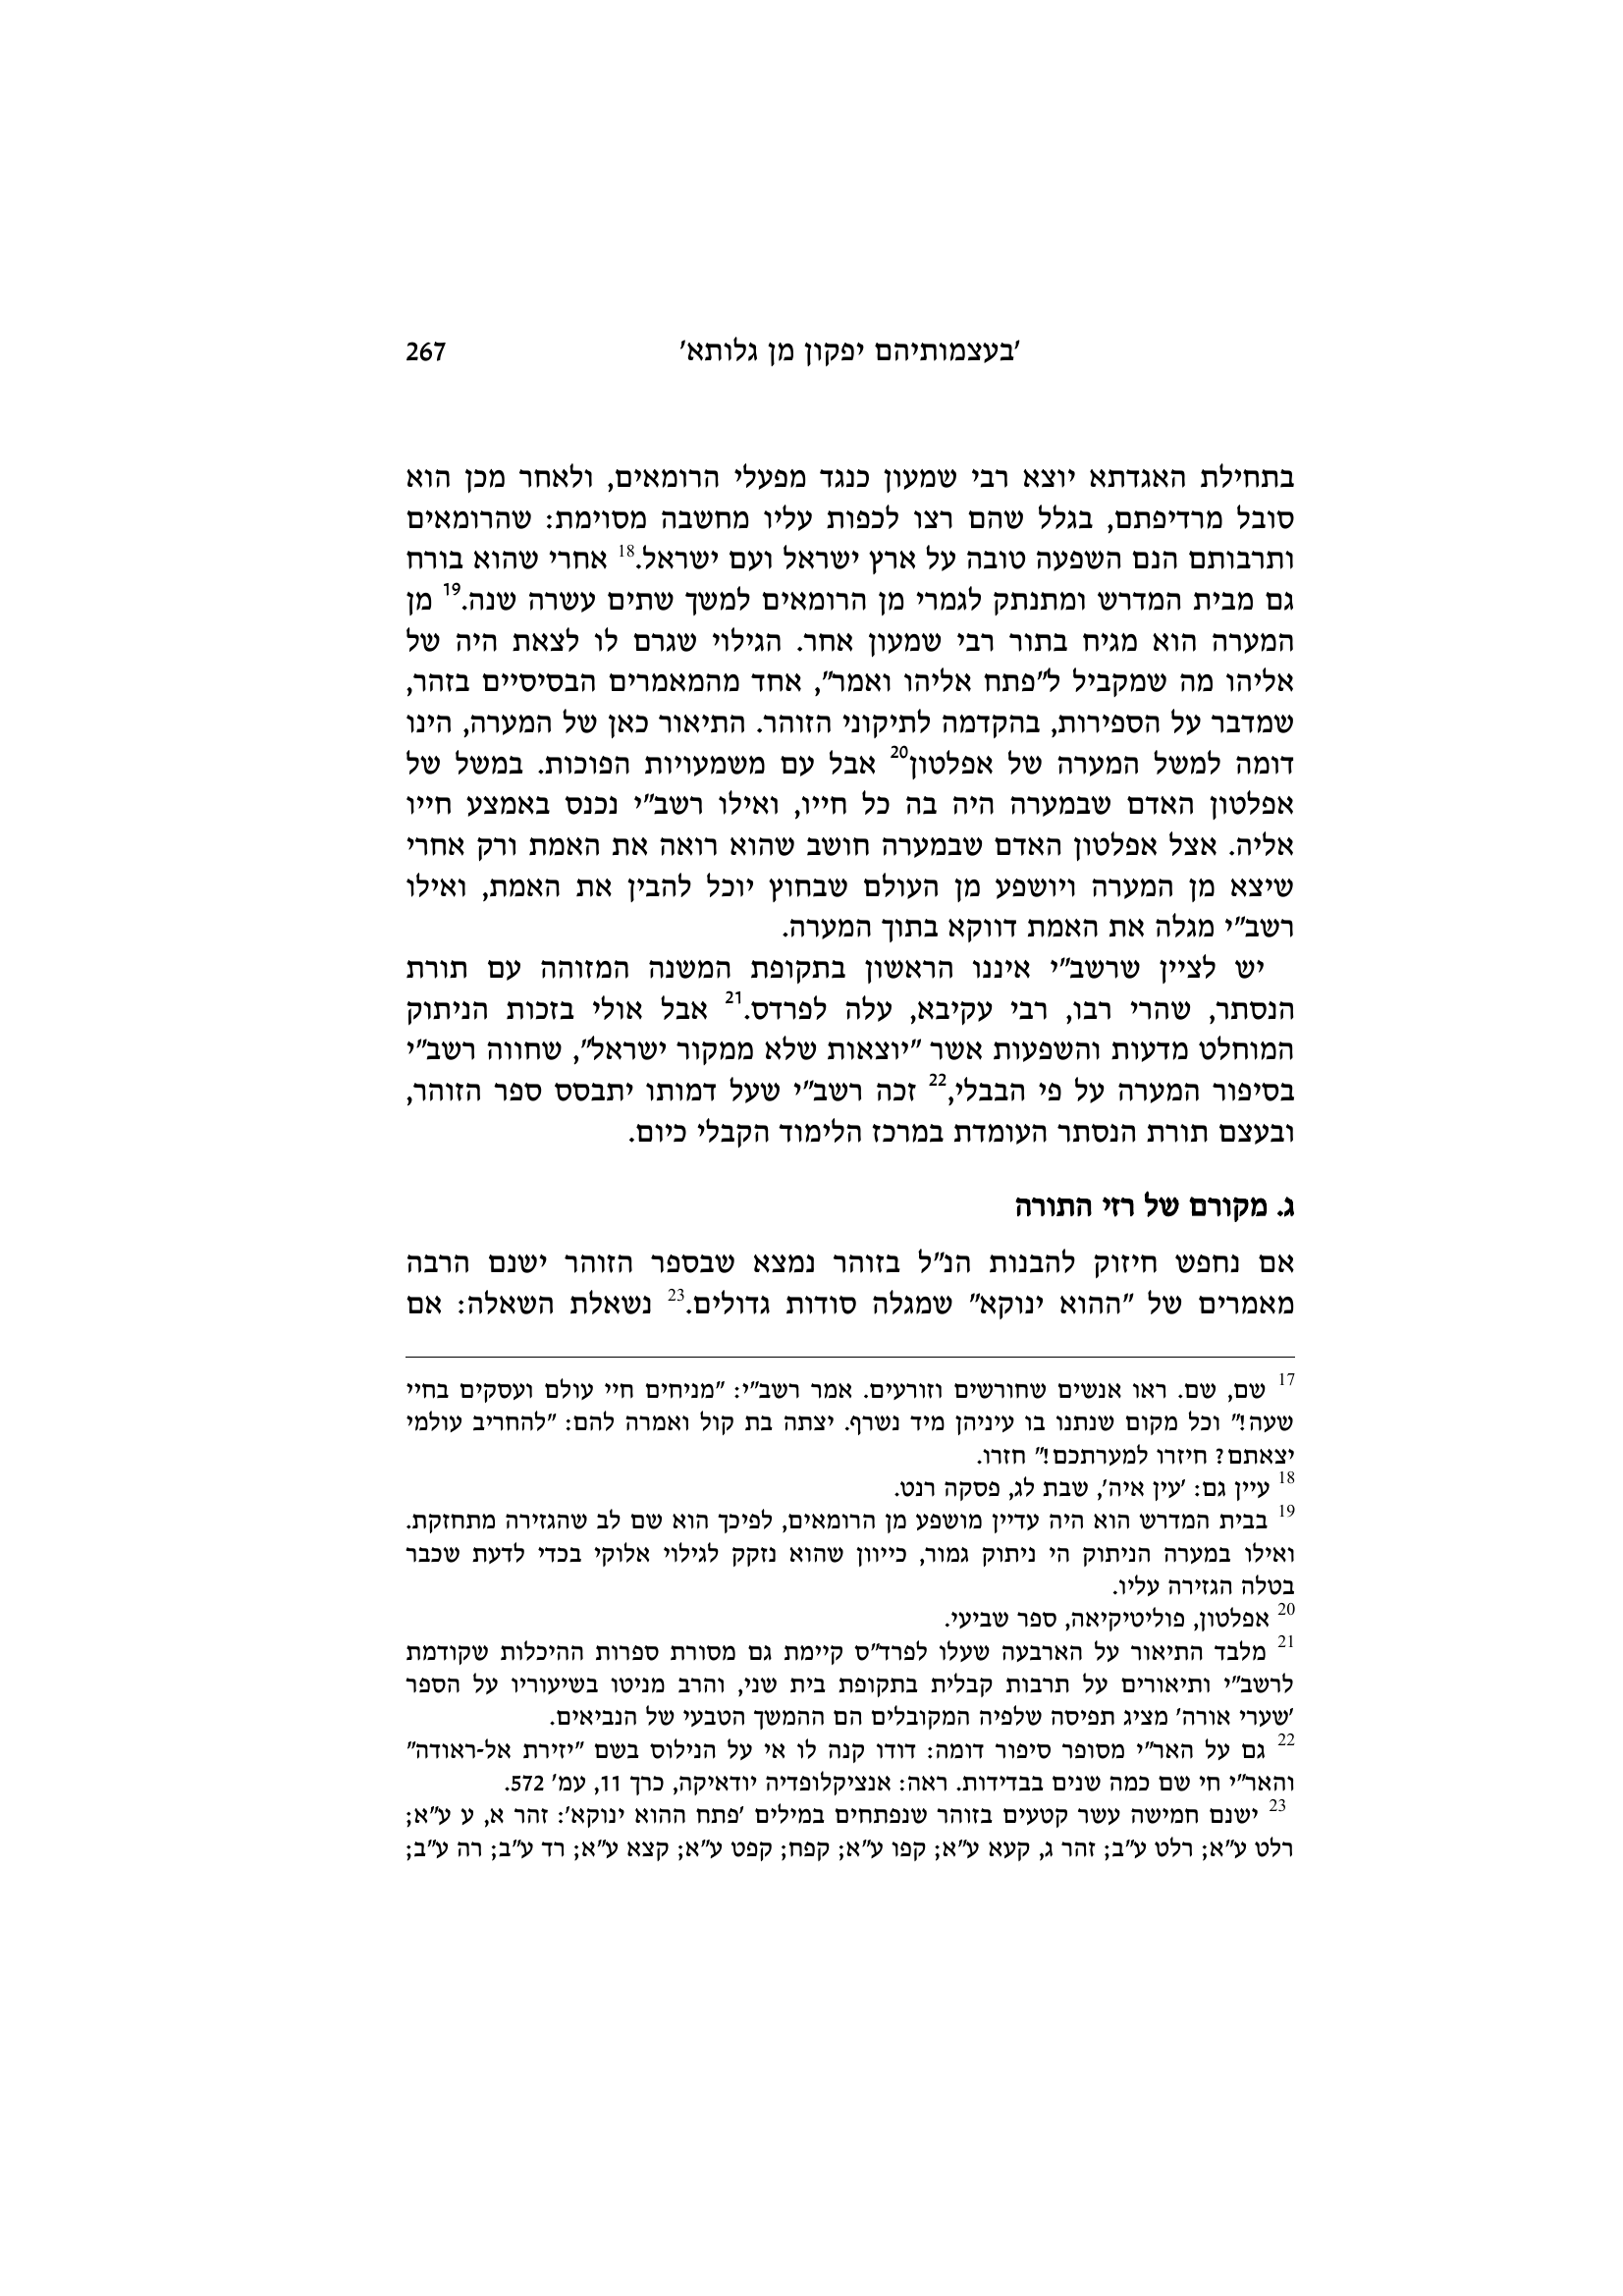 'בעצמותיהם יפקון מן גלותא' 267
בתחילת האגדתא יוצא רבי שמעון כנגד מפעלי הרומאים, ולאחר מכן הוא
סובל מרדיפתם, בגלל שהם רצו לכפות עליו מחשבה מסוימת: שהרומאים
ותרבותם הנם השפעה טובה על ארץ ישראל ועם ישראל.18 אחרי שהוא בורח
גם מבית המדרש ומתנתק לגמרי מן הרומאים למשך שתים עשרה שנה.19 מן
המערה הוא מגיח בתור רבי שמעון אחר. הגילוי שגרם לו לצאת היה של
אליהו מה שמקביל ל"פתח אליהו ואמר", אחד מהמאמרים הבסיסיים בזהר,
שמדבר על הספירות, בהקדמה לתיקוני הזוהר. התיאור כאן של המערה, הינו
דומה למשל המערה של אפלטון20 אבל עם משמעויות הפוכות. במשל של
אפלטון האדם שבמערה היה בה כל חייו, ואילו רשב"י נכנס באמצע חייו
אליה. אצל אפלטון האדם שבמערה חושב שהוא רואה את האמת ורק אחרי
שיצא מן המערה ויושפע מן העולם שבחוץ יוכל להבין את האמת, ואילו
רשב"י מגלה את האמת דווקא בתוך המערה.
יש לציין שרשב"י איננו הראשון בתקופת המשנה המזוהה עם תורת
הנסתר, שהרי רבו, רבי עקיבא, עלה לפרדס.21 אבל אולי בזכות הניתוק
המוחלט מדעות והשפעות אשר "יוצאות שלא ממקור ישראל", שחווה רשב"י
בסיפור המערה על פי הבבלי,22 זכה רשב"י שעל דמותו יתבסס ספר הזוהר,
ובעצם תורת הנסתר העומדת במרכז הלימוד הקבלי כיום.
ג. מקורם של רזי התורה
אם נחפש חיזוק להבנות הנ"ל בזוהר נמצא שבספר הזוהר ישנם הרבה
מאמרים של "ההוא ינוקא" שמגלה סודות גדולים.23 נשאלת השאלה: אם
17 שם, שם. ראו אנשים שחורשים וזורעים. אמר רשב"י: "מניחים חיי עולם ועסקים בחיי
שעה!" וכל מקום שנתנו בו עיניהן מיד נשרף. יצתה בת קול ואמרה להם: "להחריב עולמי
יצאתם? חיזרו למערתכם!" חזרו.
18 עיין גם: 'עין איה', שבת לג, פסקה רנט.
19 בבית המדרש הוא היה עדיין מושפע מן הרומאים, לפיכך הוא שם לב שהגזירה מתחזקת.
ואילו במערה הניתוק הי ניתוק גמור, כייוון שהוא נזקק לגילוי אלוקי בכדי לדעת שכבר
בטלה הגזירה עליו.
20 אפלטון, פוליטיקיאה, ספר שביעי.
21 מלבד התיאור על הארבעה שעלו לפרד"ס קיימת גם מסורת ספרות ההיכלות שקודמת
לרשב"י ותיאורים על תרבות קבלית בתקופת בית שני, והרב מניטו בשיעוריו על הספר
'שערי אורה' מציג תפיסה שלפיה המקובלים הם ההמשך הטבעי של הנביאים.
22 גם על האר"י מסופר סיפור דומה: דודו קנה לו אי על הנילוס בשם "יזירת אל-ראודה"
והאר"י חי שם כמה שנים בבדידות. ראה: אנציקלופדיה יודאיקה, כרך 11, עמ' 572.
23 ישנם חמישה עשר קטעים בזוהר שנפתחים במילים 'פתח ההוא ינוקא': זהר א, ע ע"א;
רלט ע"א; רלט ע"ב; זהר ג, קעא ע"א; קפו ע"א; קפח; קפט ע"א; קצא ע"א; רד ע"ב; רה ע"ב;